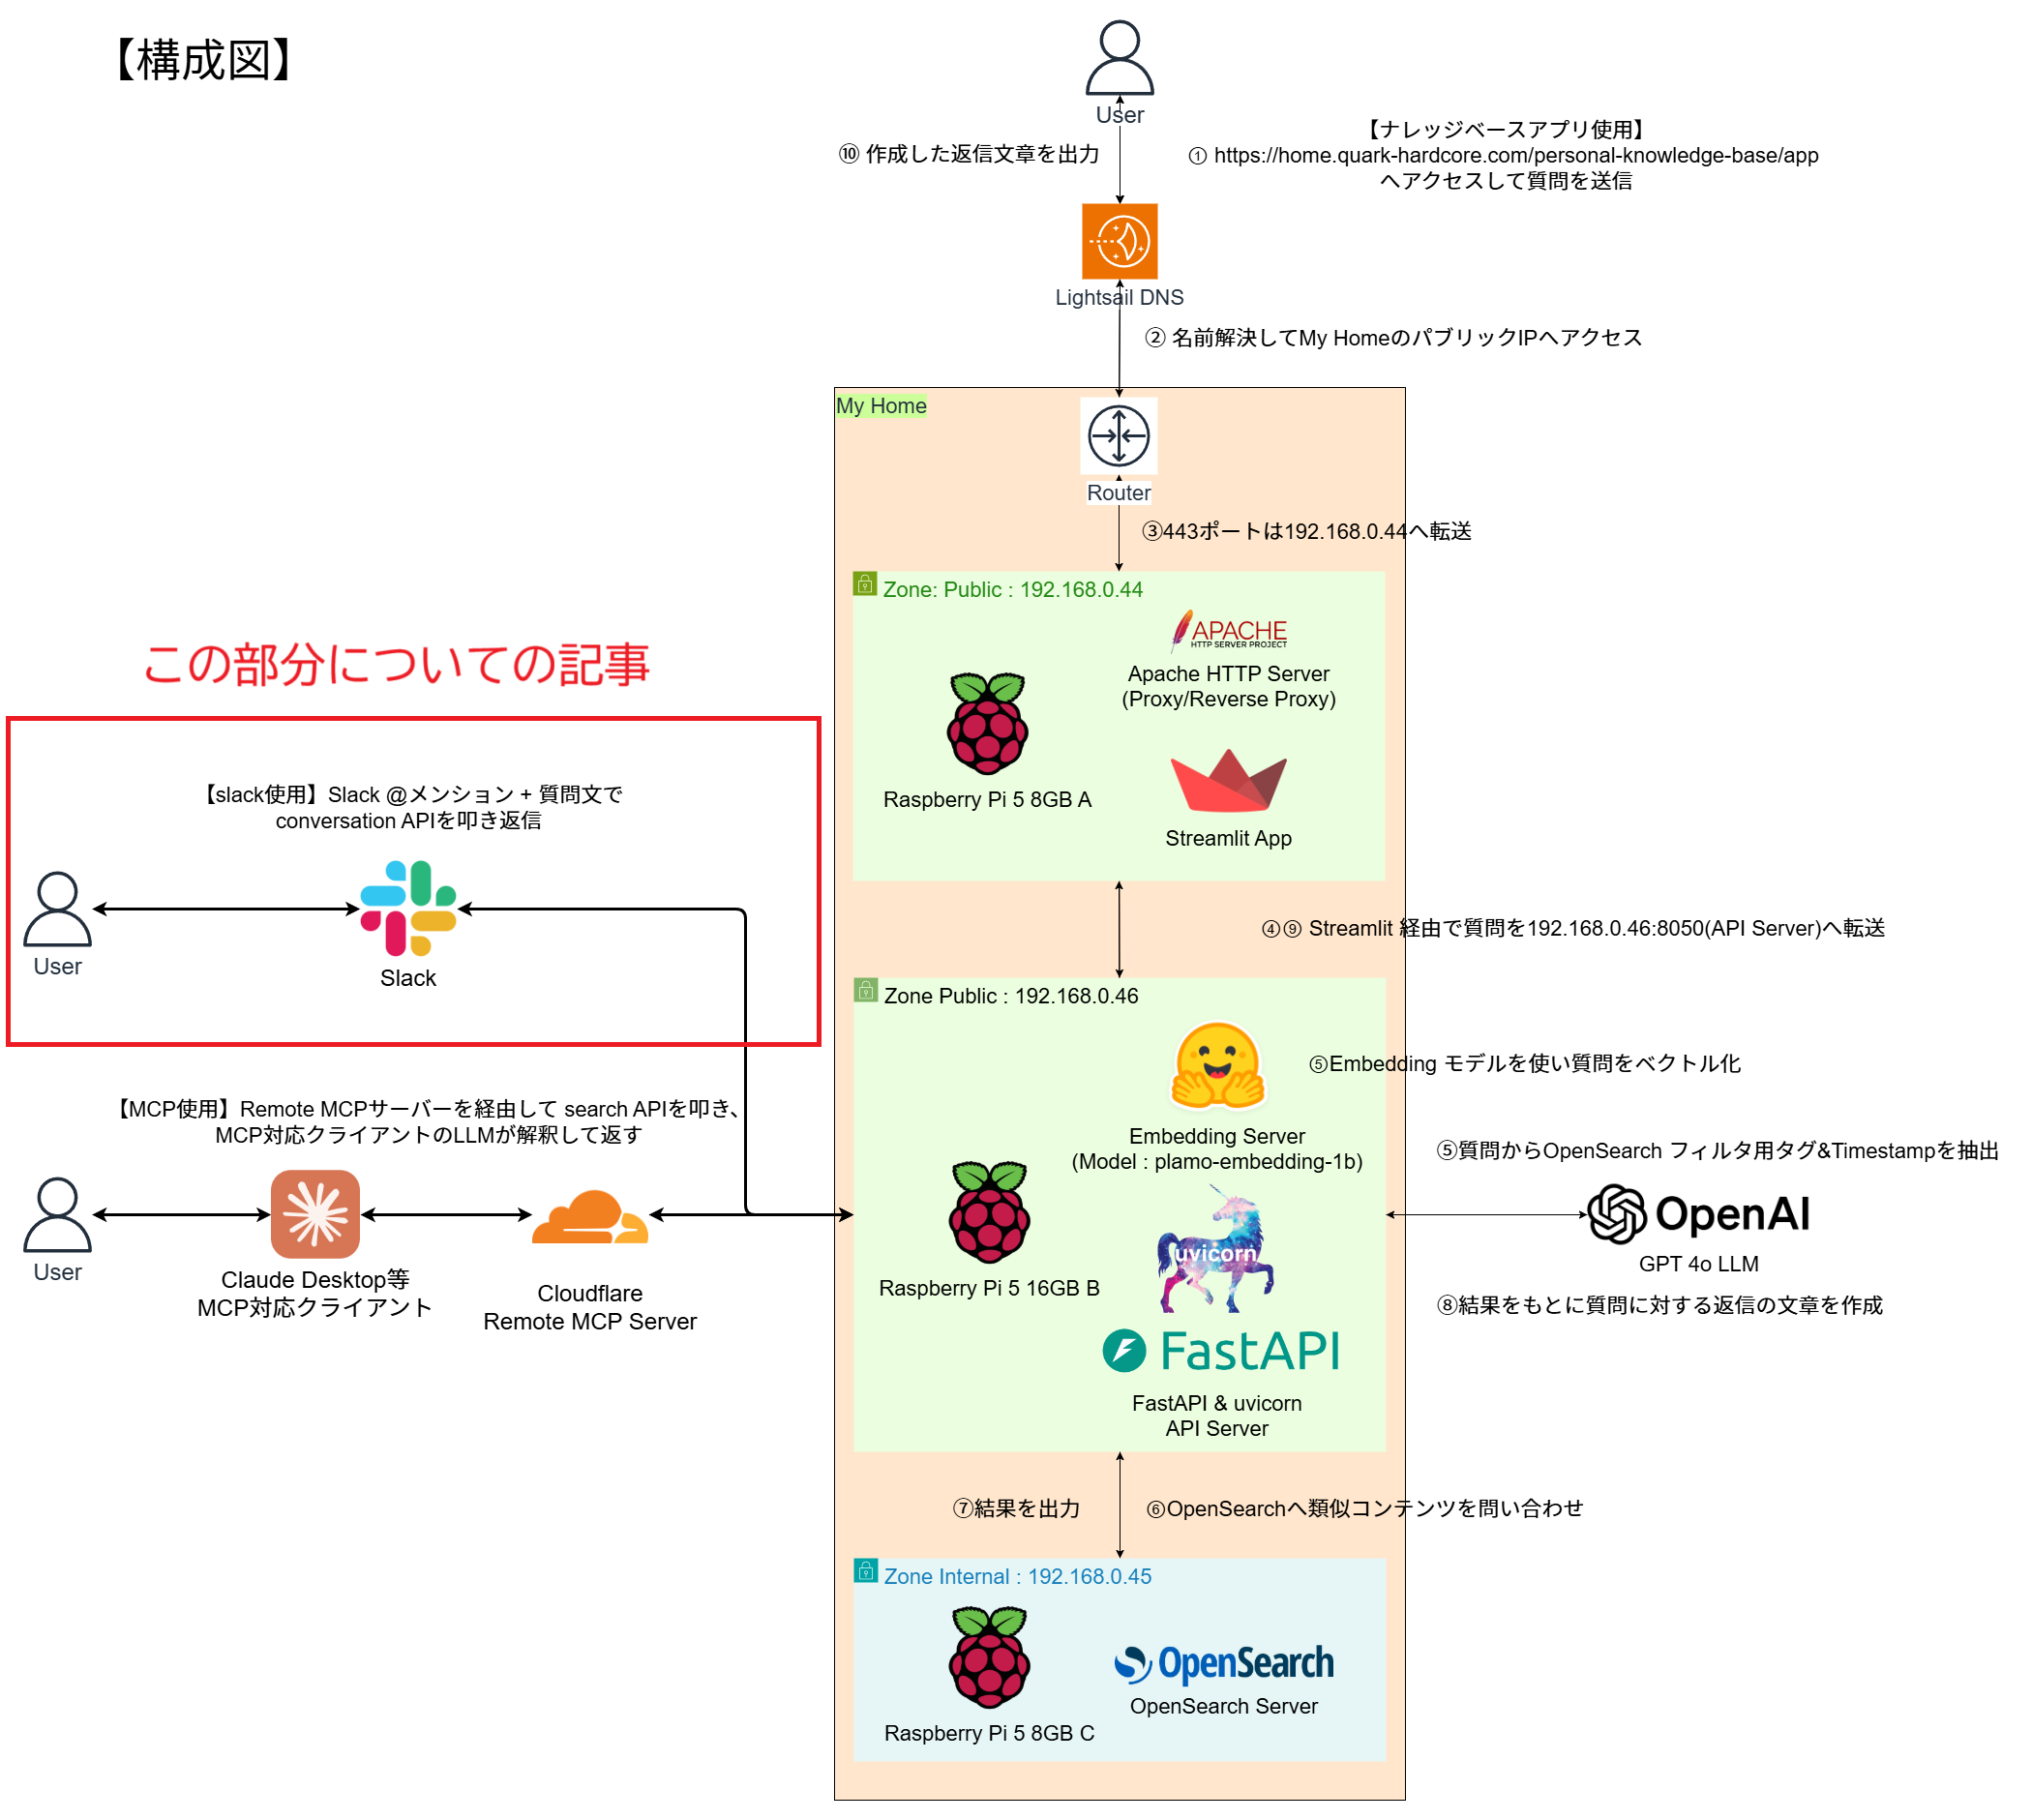 【構成図】
User
⑩ 作成した返信文章を出力
【ナレッジベースアプリ使用】
① https://home.quark-hardcore.com/personal-knowledge-base/app
へアクセスして質問を送信
Lightsail DNS
② 名前解決してMy HomeのパブリックIPへアクセス
My Home
Router
③443ポートは192.168.0.44へ転送
Zone: Public : 192.168.0.44
APACHE
HTTP SERVER PROJECT
Apache HTTP Server
(Proxy/Reverse Proxy)
Raspberry Pi 5 8GB A
Streamlit App
この部分についての記事
【slack使用】Slack @メンション + 質問文で
conversation APIを叩き返信
User
Slack
④⑨ Streamlit 経由で質問を192.168.0.46:8050(API Server)へ転送
Zone Public : 192.168.0.46
⑤Embedding モデルを使い質問をベクトル化
Embedding Server
(Model : plamo-embedding-1b)
【MCP使用】Remote MCPサーバーを経由して search APIを叩き、
MCP対応クライアントのLLMが解釈して返す
User
Claude Desktop等
MCP対応クライアント
Cloudflare
Remote MCP Server
Raspberry Pi 5 16GB B
uvicorn
FastAPI
FastAPI & uvicorn
API Server
⑤質問からOpenSearch フィルタ用タグ&Timestampを抽出
OpenAI
GPT 4o LLM
⑧結果をもとに質問に対する返信の文章を作成
⑦結果を出力
⑥OpenSearchへ類似コンテンツを問い合わせ
Zone Internal : 192.168.0.45
OpenSearch
OpenSearch Server
Raspberry Pi 5 8GB C